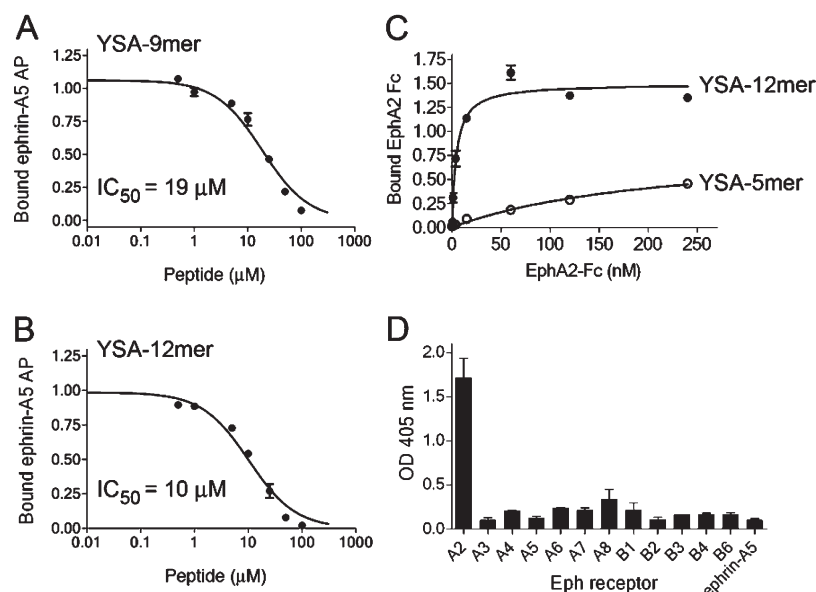 A
YSA-9mer
Bound ephrin-A5 AP
1.25
1.00
0.75
0.50
0.25
0.00
IC50 = 19 µM
0.01 0.1 1 10 100 1000
Peptide (µM)
B
YSA-12mer
Bound ephrin-A5 AP
1.25
1.00
0.75
0.50
0.25
0.00
IC50 = 10 µM
0.01 0.1 1 10 100 1000
Peptide (µM)
C
Bound EphA2 Fc
1.75
1.50
1.25
1.00
0.75
0.50
0.25
0.00
YSA-12mer
YSA-5mer
0 50 100 150 200 250
EphA2-Fc (nM)
D
OD 405 nm
2.0
1.5
1.0
0.5
0.0
A2 A3 A4 A5 A6 A7 A8 B1 B2 B3 B4 B6 ephrin-A5
Eph receptor